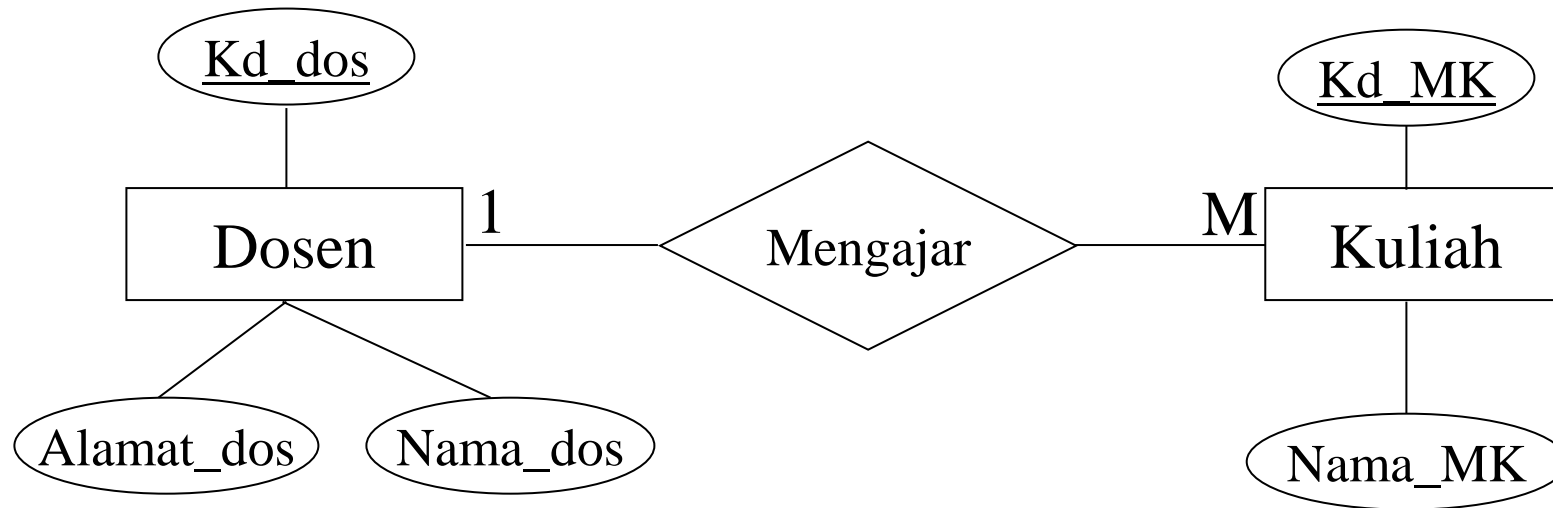 Kd_dos
Kd_MK
Dosen
1
Mengajar
M
Kuliah
Alamat_dos
Nama_dos
Nama_MK